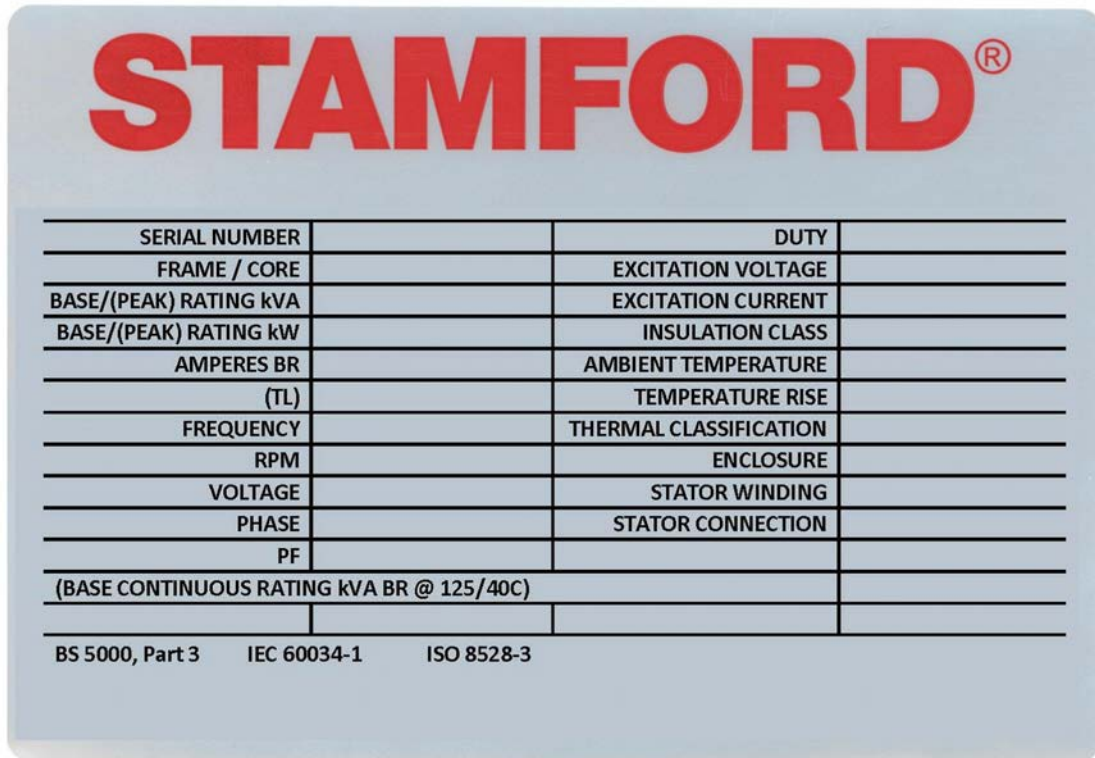 STAMFORD®
SERIAL NUMBER DUTY
FRAME / CORE EXCITATION VOLTAGE
BASE/(PEAK) RATING kVA EXCITATION CURRENT
BASE/(PEAK) RATING kW INSULATION CLASS
AMPERES BR AMBIENT TEMPERATURE
(TL) TEMPERATURE RISE
FREQUENCY THERMAL CLASSIFICATION
RPM ENCLOSURE
VOLTAGE STATOR WINDING
PHASE STATOR CONNECTION
PF
(BASE CONTINUOUS RATING kVA BR @ 125/40C)
BS 5000, Part 3 IEC 60034-1 ISO 8528-3